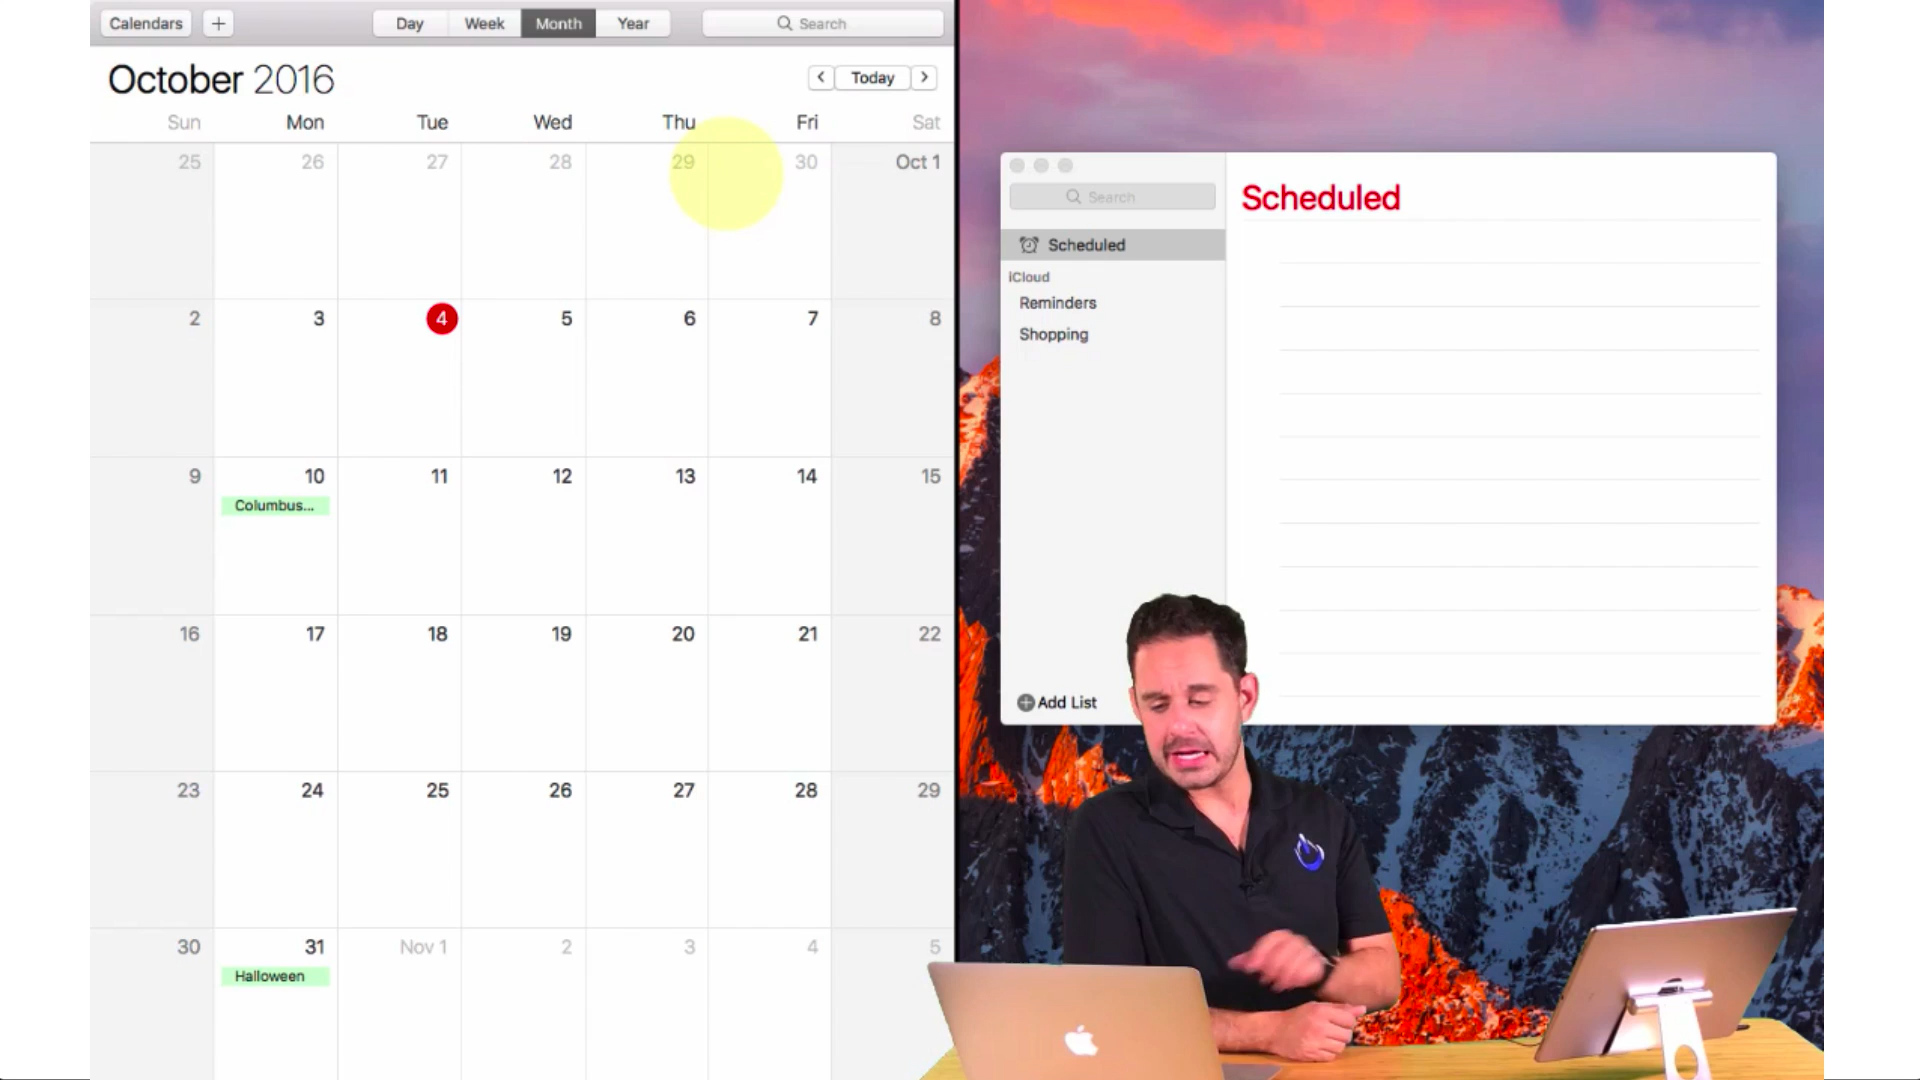 Calendars + Day Week Month Year Search
October 2016
Today
Sun Mon Tue Wed Thu Fri Sat
25 26 27 28 29 30 Oct 1
2 3 4 5 6 7 8
9 10 11 12 13 14 15
Columbus...
16 17 18 19 20 21 22
23 24 25 26 27 28 29
30 31 Nov 1 2 3 4 5
Halloween
Search
Scheduled
iCloud
Reminders
Shopping
Add List
Scheduled